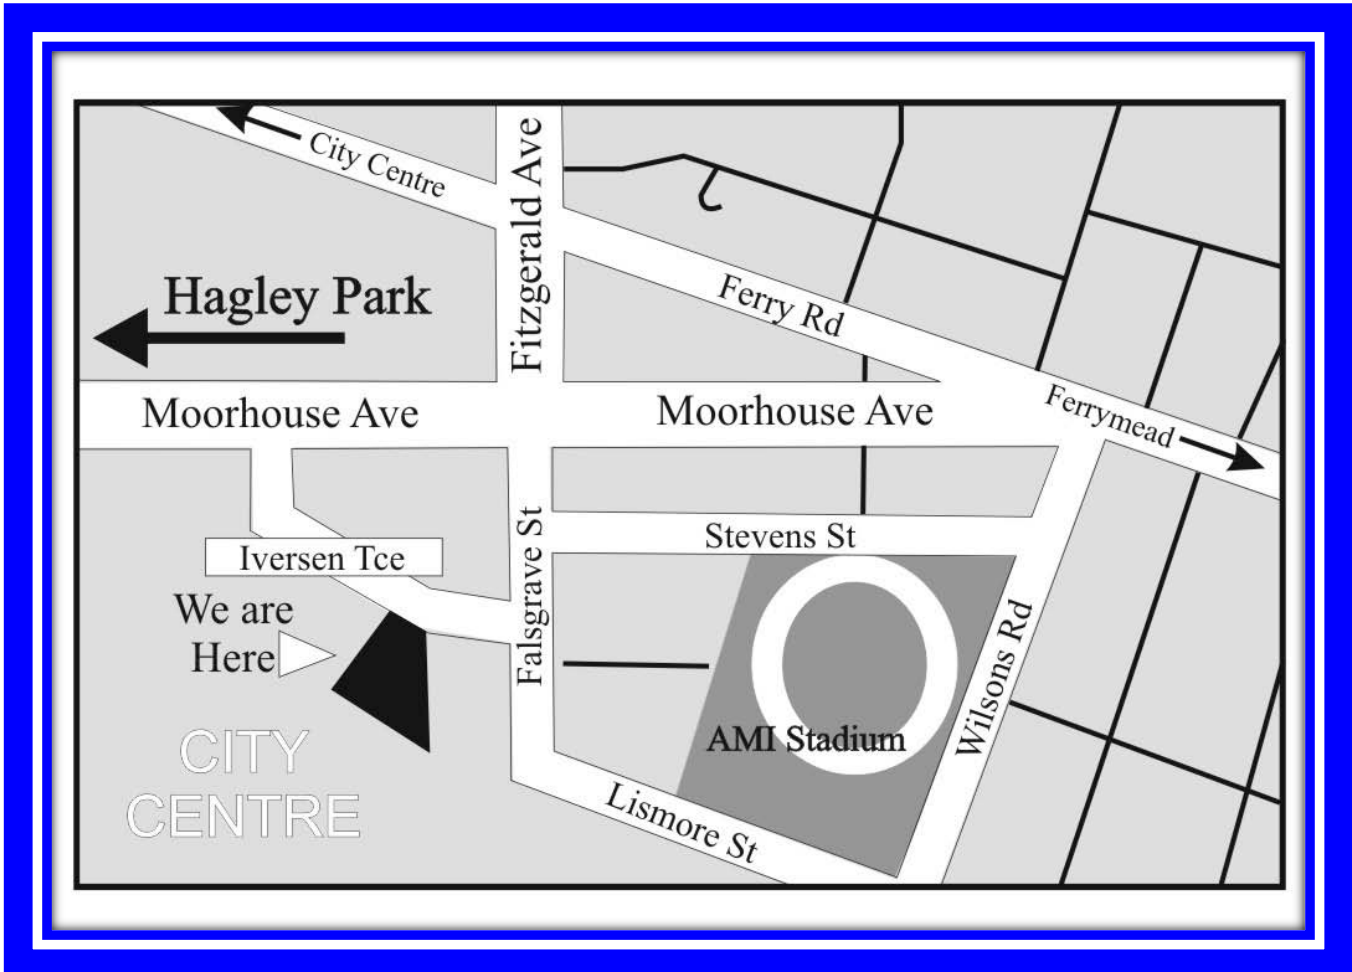 City Centre
Fitzgerald Ave
Hagley Park
Ferry Rd
Moorhouse Ave
Moorhouse Ave
Ferrymead
Stevens St
Falsgrave St
Iversen Tce
We are
Here
Wilsons Rd
AMI Stadium
CITY
CENTRE
Lismore St